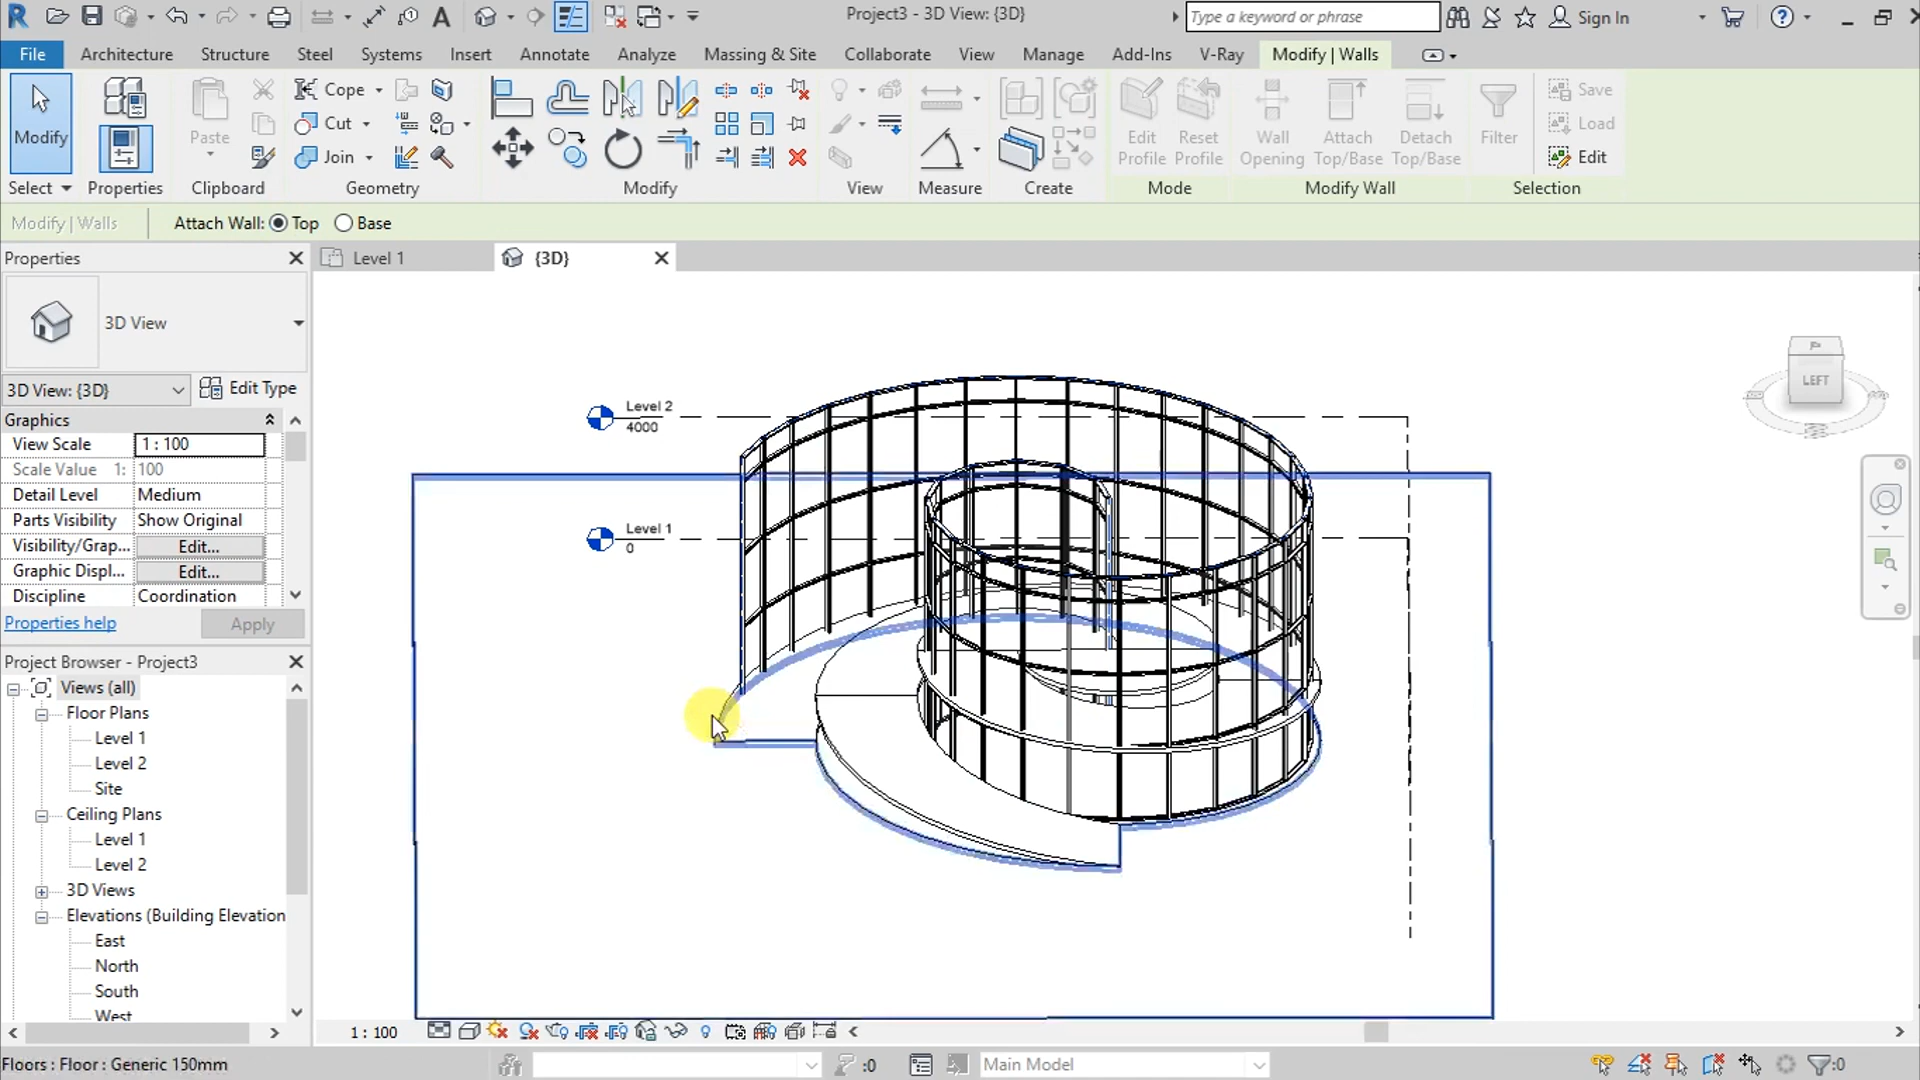 Project3 - 3D View: {3D}
Type a keyword or phrase
Sign In
File
Architecture
Structure
Steel
Systems
Insert
Annotate
Analyze
Massing & Site
Collaborate
View
Manage
Add-Ins
V-Ray
Modify | Walls
Modify
Paste
Cope
Cut
Join
Edit Profile
Reset Profile
Wall Opening
Attach Top/Base
Detach Top/Base
Filter
Save
Load
Edit
Select
Properties
Clipboard
Geometry
Modify
View
Measure
Create
Mode
Modify Wall
Selection
Modify | Walls
Attach Wall: Top Base
Properties
3D View
3D View: {3D}
Edit Type
Graphics
View Scale 1 : 100
Scale Value 1: 100
Detail Level Medium
Parts Visibility Show Original
Visibility/Grap... Edit...
Graphic Displ... Edit...
Discipline Coordination
Properties help
Apply
Project Browser - Project3
Views (all)
Floor Plans
Level 1
Level 2
Site
Ceiling Plans
Level 1
Level 2
3D Views
Elevations (Building Elevation
East
North
South
West
Level 1
{3D}
Level 2
4000
Level 1
0
LEFT
1 : 100
Floors : Floor : Generic 150mm
:0
Main Model
:0